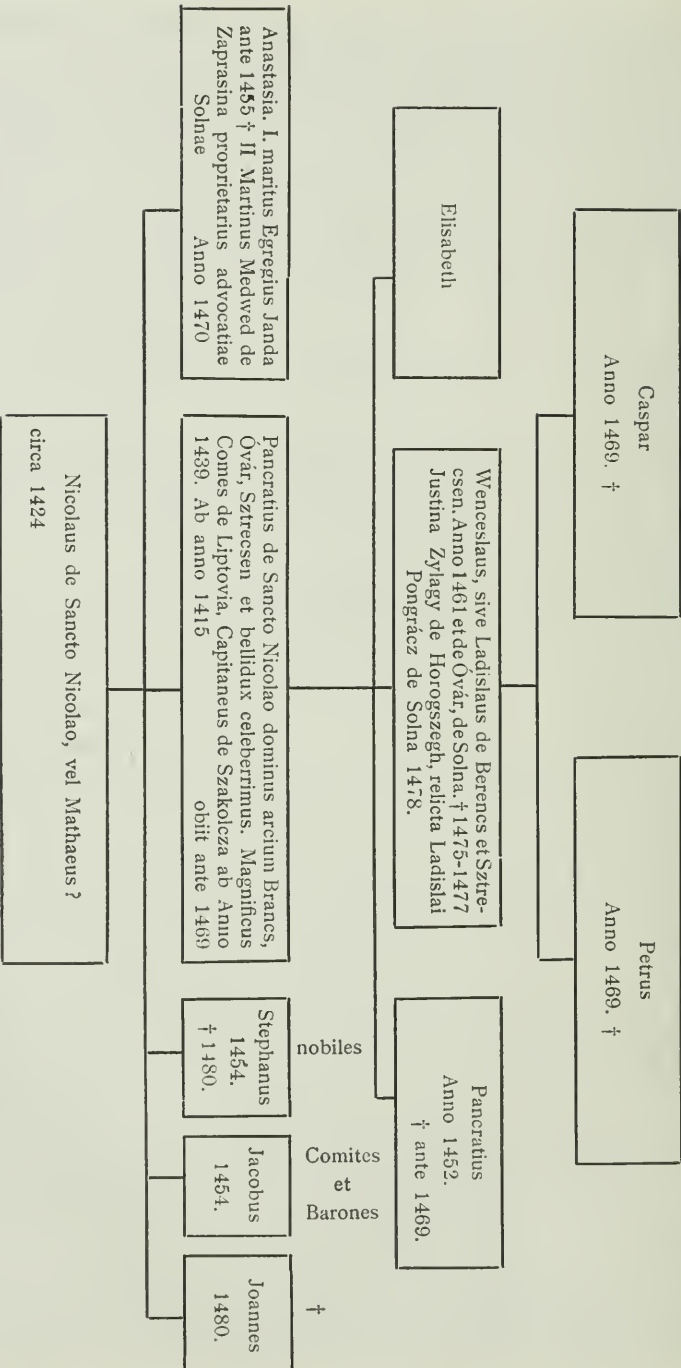 Caspar
Anno 1469. †
Petrus
Anno 1469. †
Elisabeth
Wenceslaus, sive Ladislaus de Berencs et Sztre-
csen. Anno 1461 et de Óvár, de Solna. † 1475-1477
Justina Zylagy de Horogszegh, relicta Ladislai
Pongrácz de Solna 1478.
Pancratius
Anno 1452.
† ante 1469.
Anastasia. I. maritus Egregius Janda
ante 1455 † II Martinus Medwed de
Zaprasina proprietarius advocatiae
Solnae Anno 1470
Pancratius de Sancto Nicolao dominus arcium Brancs,
Óvár, Sztrecsen et bellidux celeberrimus. Magnificus
Comes de Liptovia, Capitaneus de Szakolcza ab Anno
1439. Ab anno 1415 obiit ante 1469
nobiles
Stephanus
1454.
† 1480.
Comites
et
Barones
Jacobus
1454.
†
Joannes
1480.
Nicolaus de Sancto Nicolao, vel Mathaeus ?
circa 1424